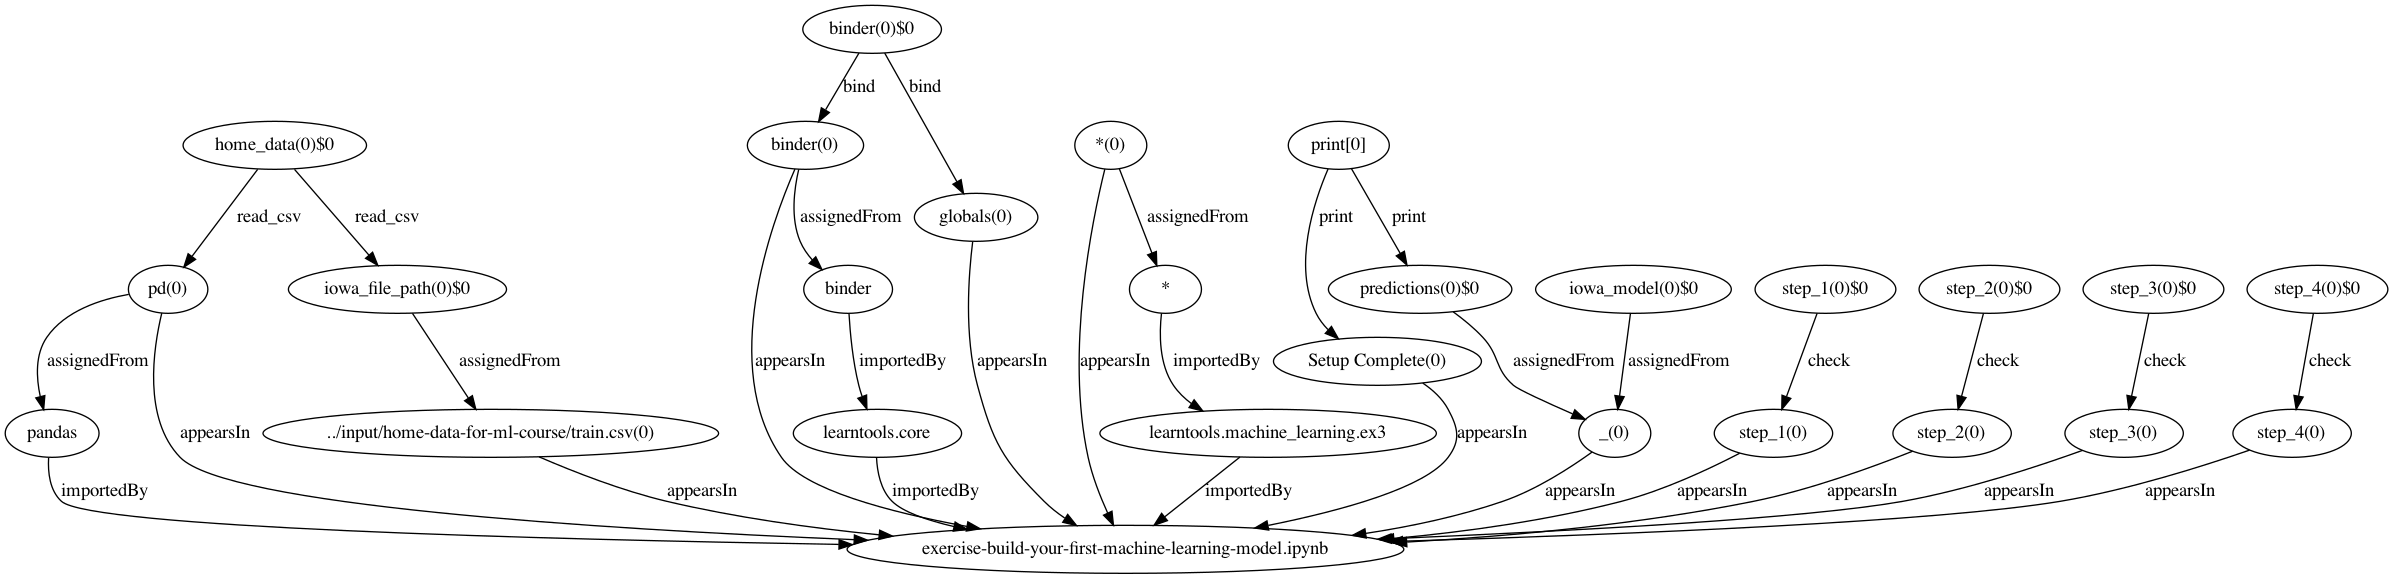 binder(0)$0
bind
bind
home_data(0)$0
binder(0)
*(0)
print[0]
read_csv
read_csv
assignedFrom
globals(0)
assignedFrom
print
print
pd(0)
iowa_file_path(0)$0
binder
*
predictions(0)$0
iowa_model(0)$0
step_1(0)$0
step_2(0)$0
step_3(0)$0
step_4(0)$0
assignedFrom
assignedFrom
appearsIn
importedBy
appearsIn
appearsIn
importedBy
Setup Complete(0)
assignedFrom
assignedFrom
check
check
check
check
pandas
appearsIn
../input/home-data-for-ml-course/train.csv(0)
learntools.core
learntools.machine_learning.ex3
appearsIn
_(0)
step_1(0)
step_2(0)
step_3(0)
step_4(0)
importedBy
appearsIn
importedBy
importedBy
appearsIn
appearsIn
appearsIn
appearsIn
appearsIn
exercise-build-your-first-machine-learning-model.ipynb